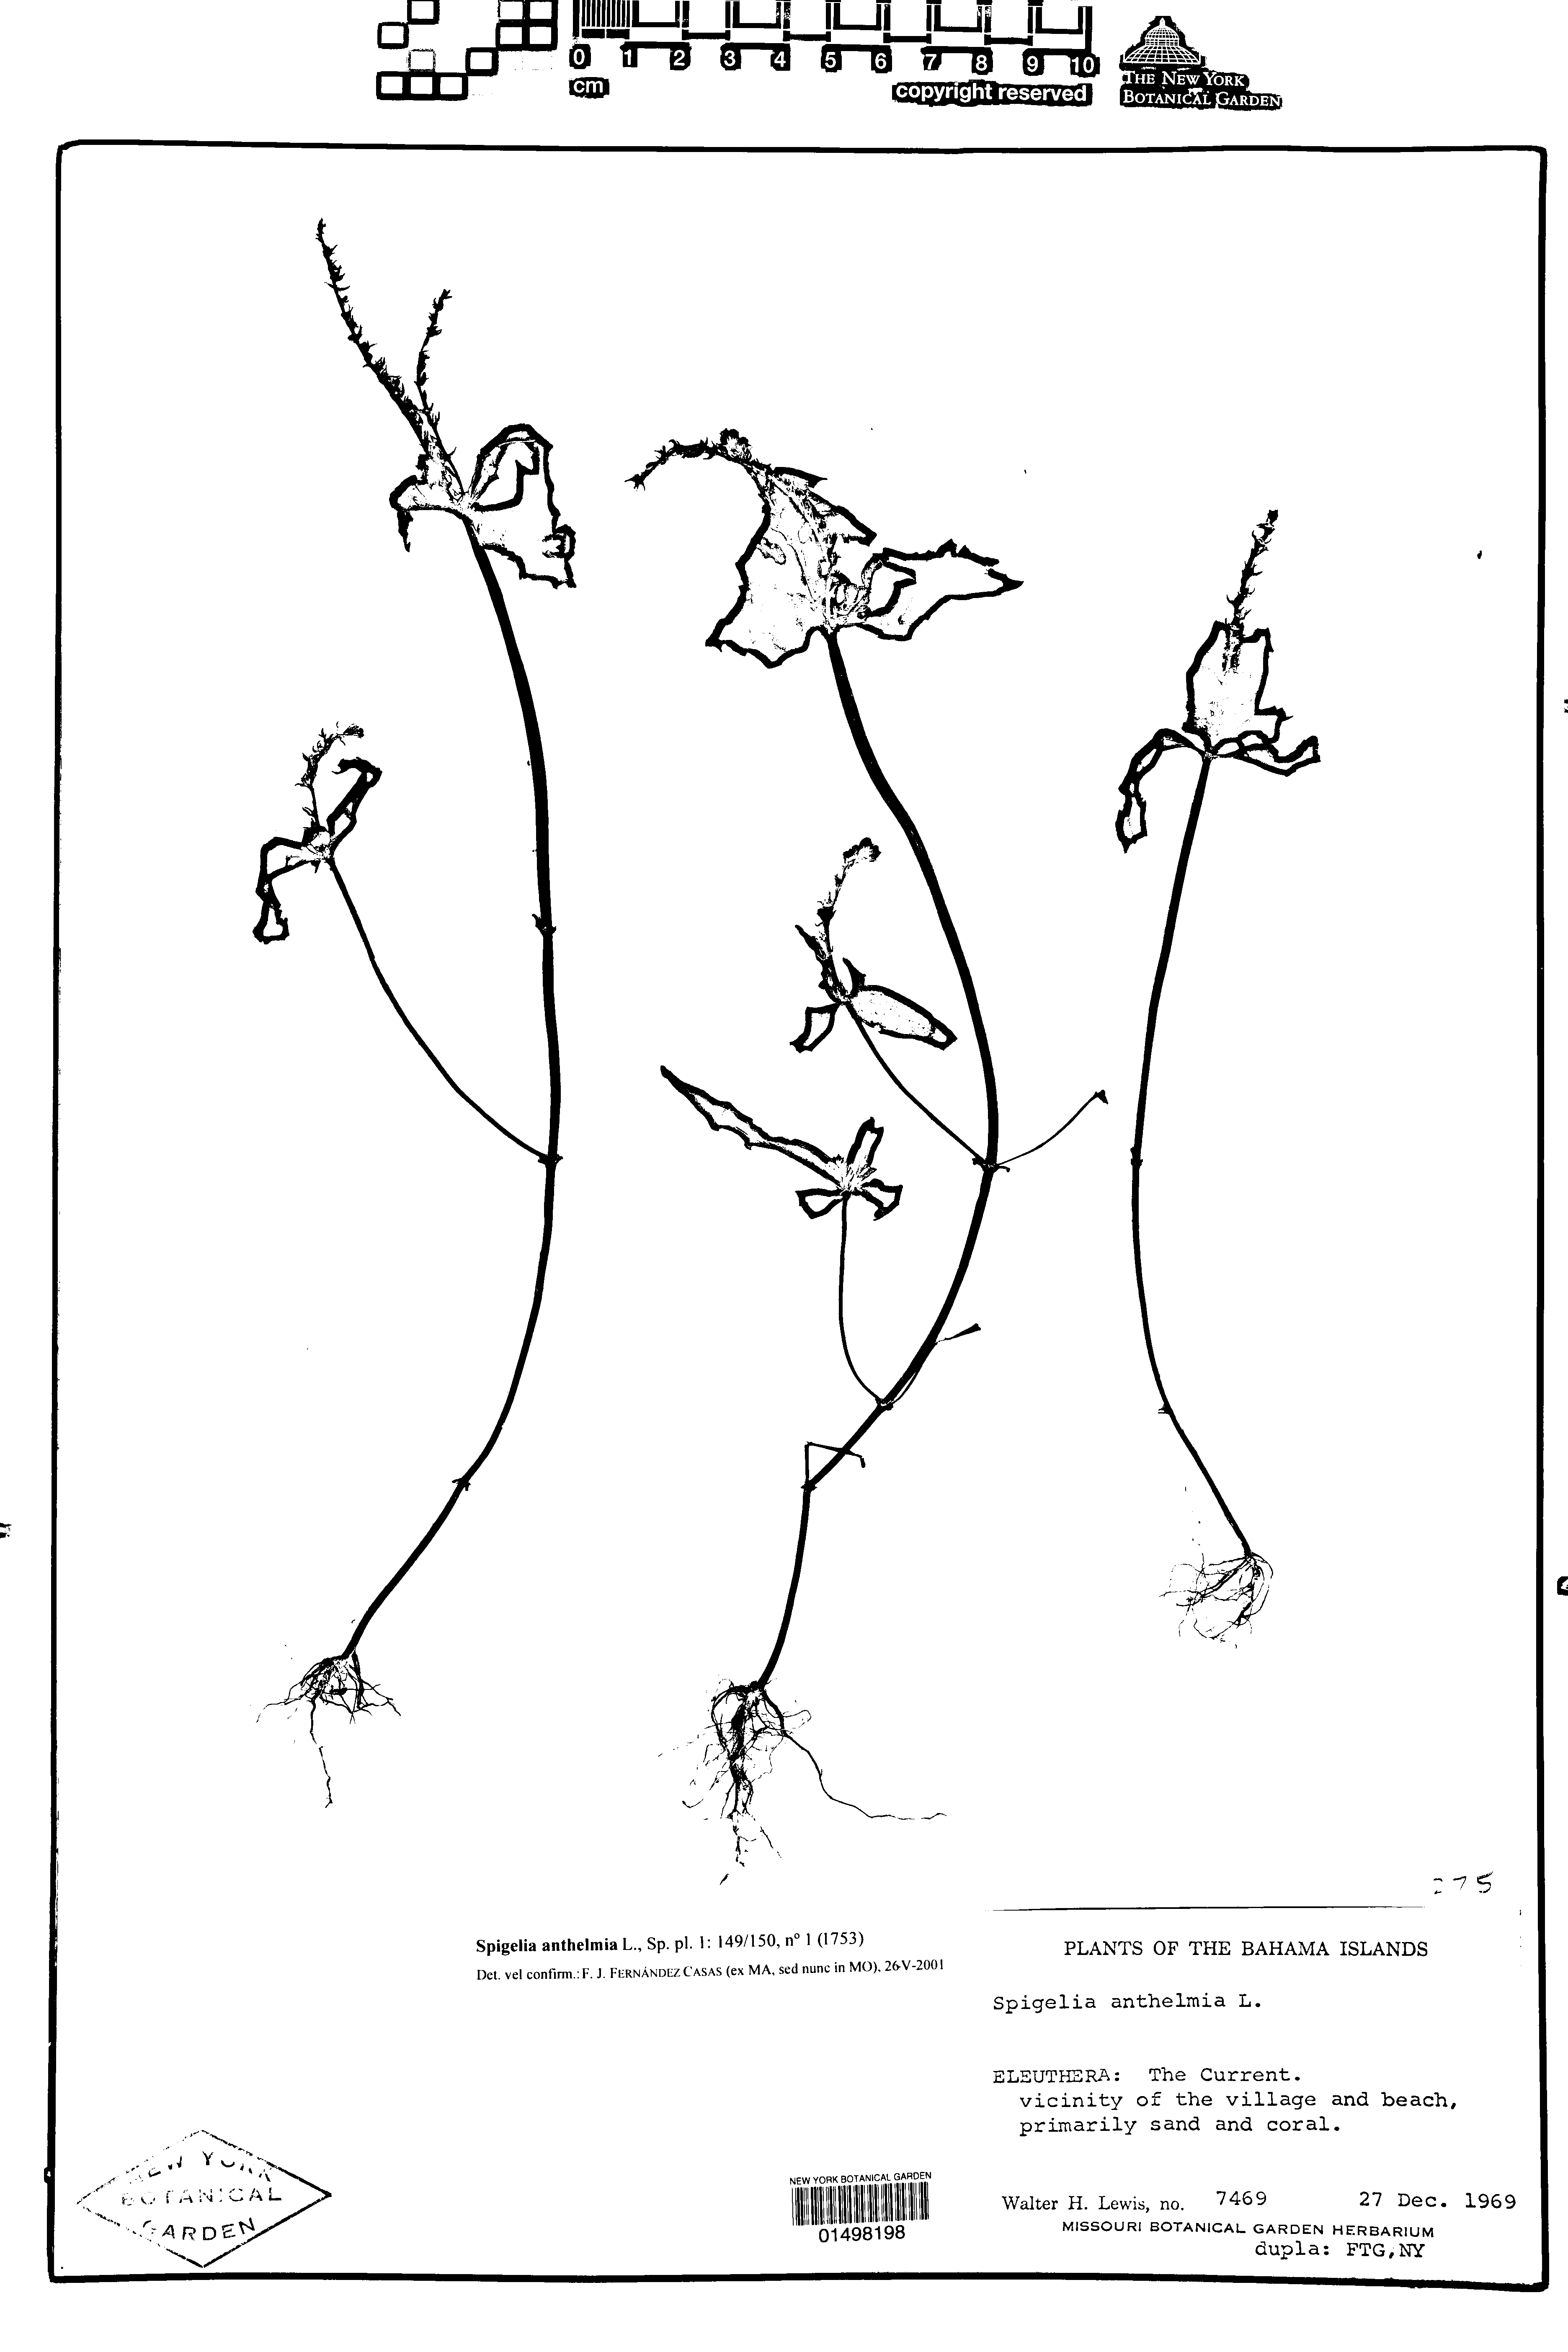 0 1 2 3 4 5 6 7 8 9 10
cm
copyright reserved
THE NEW YORK
BOTANICAL GARDEN
75
Spigelia anthelmia L., Sp. pl. 1: 149/150, nº 1 (1753)
Det. vel confirm.: F. J. FERNÁNDEZ CASAS (ex MA, sed nunc in MO), 26-V-2001
PLANTS OF THE BAHAMA ISLANDS
Spigelia anthelmia L.
ELEUTHERA: The Current.
vicinity of the village and beach,
primarily sand and coral.
Walter H. Lewis, no. 7469 27 Dec. 1969
MISSOURI BOTANICAL GARDEN HERBARIUM
dupla: FTG,NY
NEW YORK BOTANICAL GARDEN
01498198
NEW YORK
BOTANICAL
GARDEN